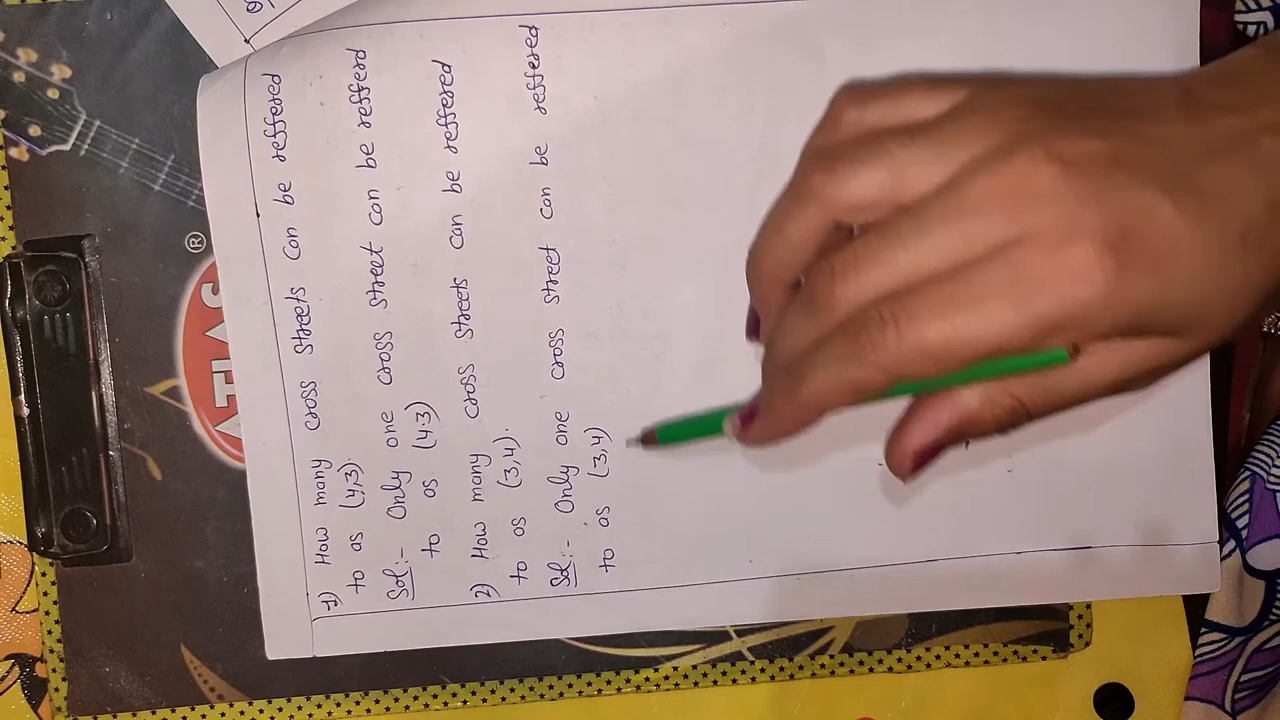 1) How many cross streets can be reffered
to as (4,3).
Sol:- Only one cross street can be refferd
to as (4.3)
2) How many cross streets can be reffered
to as (3,4).
Sol:- Only one cross street can be reffered
to as (3,4)
®